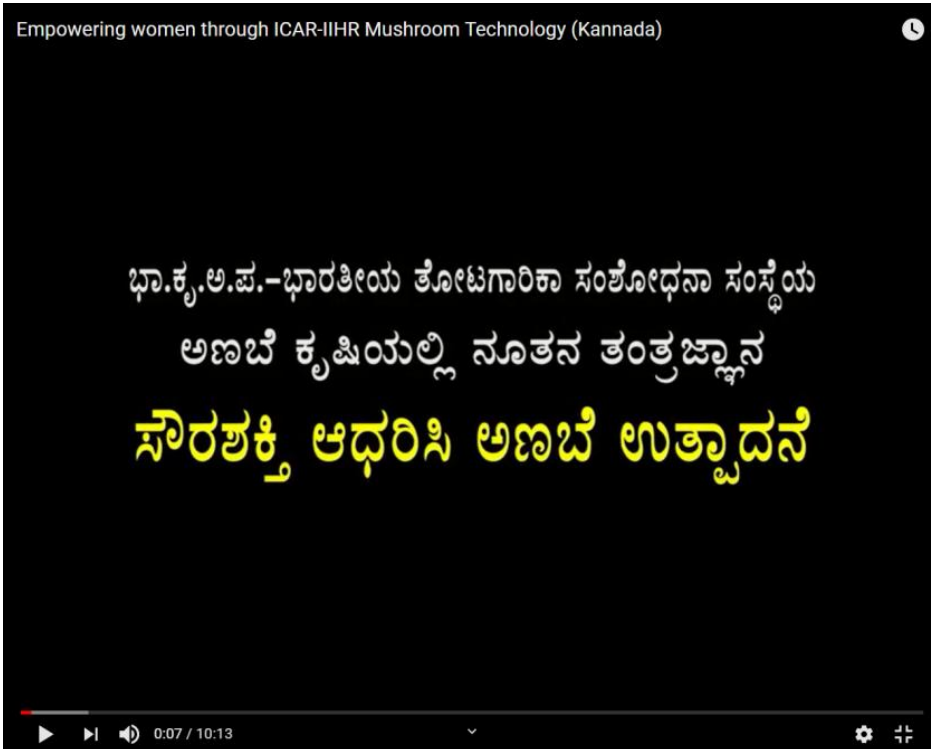 Empowering women through ICAR-IIHR Mushroom Technology (Kannada)
ಭಾ.ಕೃ.ಅ.ಪ.-ಭಾರತೀಯ ತೋಟಗಾರಿಕಾ ಸಂಶೋಧನಾ ಸಂಸ್ಥೆಯ
ಅಣಬೆ ಕೃಷಿಯಲ್ಲಿ ನೂತನ ತಂತ್ರಜ್ಞಾನ
ಸೌರಶಕ್ತಿ ಆಧರಿಸಿ ಅಣಬೆ ಉತ್ಪಾದನೆ
0:07 / 10:13